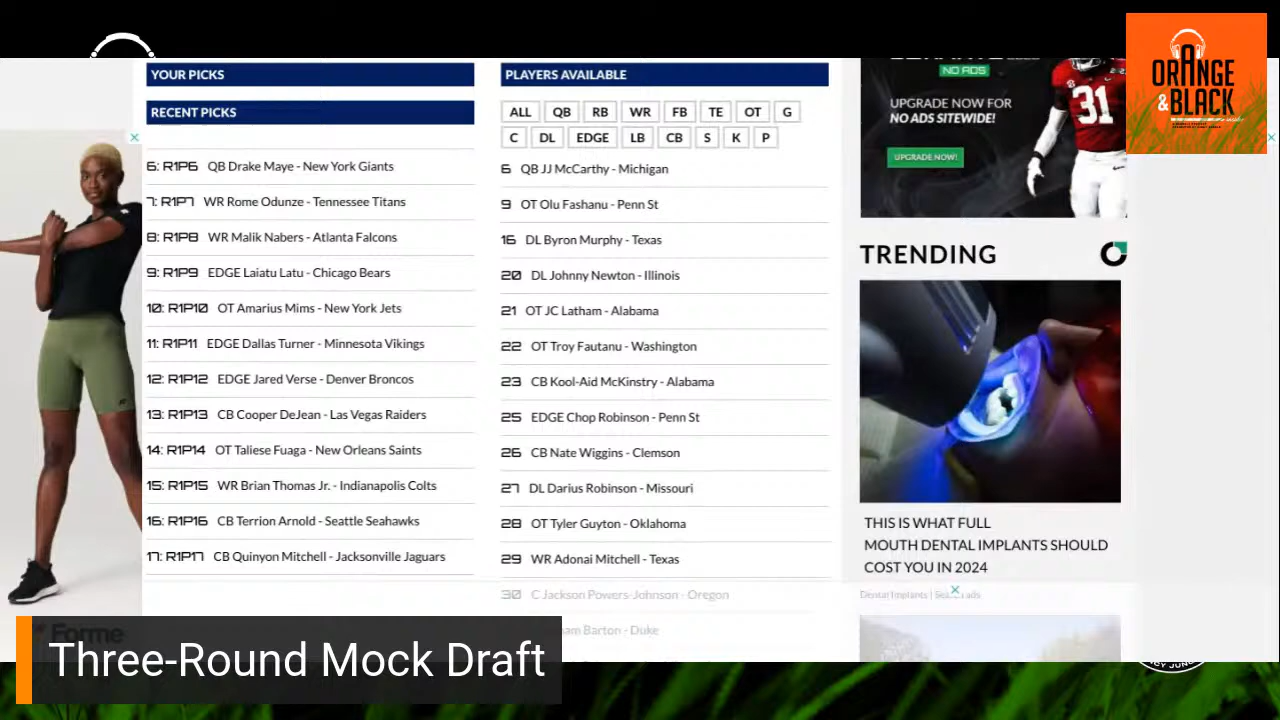 YOUR PICKS
RECENT PICKS
6: R1P6 QB Drake Maye - New York Giants
7: R1P7 WR Rome Odunze - Tennessee Titans
8: R1P8 WR Malik Nabers - Atlanta Falcons
9: R1P9 EDGE Laiatu Latu - Chicago Bears
10: R1P10 OT Amarius Mims - New York Jets
11: R1P11 EDGE Dallas Turner - Minnesota Vikings
12: R1P12 EDGE Jared Verse - Denver Broncos
13: R1P13 CB Cooper DeJean - Las Vegas Raiders
14: R1P14 OT Taliese Fuaga - New Orleans Saints
15: R1P15 WR Brian Thomas Jr. - Indianapolis Colts
16: R1P16 CB Terrion Arnold - Seattle Seahawks
17: R1P17 CB Quinyon Mitchell - Jacksonville Jaguars
PLAYERS AVAILABLE
ALL QB RB WR FB TE OT G
C DL EDGE LB CB S K P
6 QB JJ McCarthy - Michigan
9 OT Olu Fashanu - Penn St
16 DL Byron Murphy - Texas
20 DL Johnny Newton - Illinois
21 OT JC Latham - Alabama
22 OT Troy Fautanu - Washington
23 CB Kool-Aid McKinstry - Alabama
25 EDGE Chop Robinson - Penn St
26 CB Nate Wiggins - Clemson
27 DL Darius Robinson - Missouri
28 OT Tyler Guyton - Oklahoma
29 WR Adonai Mitchell - Texas
30 C Jackson Powers-Johnson - Oregon
Barton - Duke
NO ADS
UPGRADE NOW FOR
NO ADS SITEWIDE!
UPGRADE NOW!
31
ORANGE
&BLACK
TRENDING
THIS IS WHAT FULL
MOUTH DENTAL IMPLANTS SHOULD
COST YOU IN 2024
Dental Implants | ads
Forme
Three-Round Mock Draft